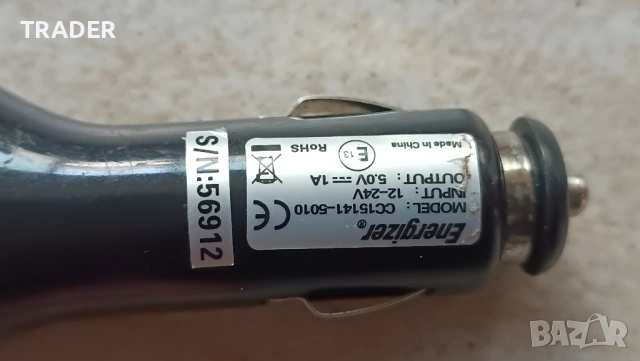 TRADER
Energizer®
MODEL : CC15141-5010
INPUT : 12-24V
OUTPUT : 5.0V⎓1A
CE
E13
RoHS
Made in China
S/N:56912
BAZAR